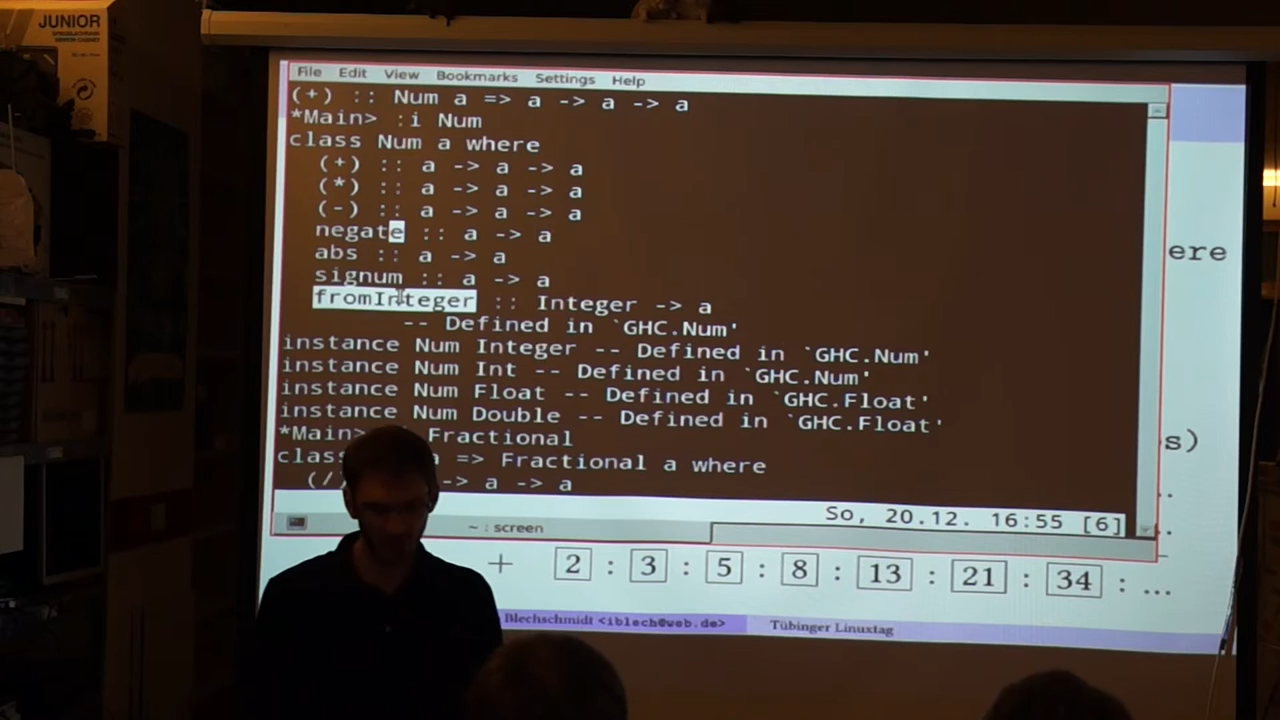 JUNIOR
File Edit View Bookmarks Settings Help
(+) :: Num a => a -> a -> a
*Main> :i Num
class Num a where
(+) :: a -> a -> a
(*) :: a -> a -> a
(-) :: a -> a -> a
negate :: a -> a
abs :: a -> a
signum :: a -> a
fromInteger :: Integer -> a
-- Defined in `GHC.Num'
instance Num Integer -- Defined in `GHC.Num'
instance Num Int -- Defined in `GHC.Num'
instance Num Float -- Defined in `GHC.Float'
instance Num Double -- Defined in `GHC.Float'
*Main> Fractional
clas a => Fractional a where
(/ -> a -> a
So, 20.12. 16:55 [6]
~ : screen
ere
s)
+ 2 : 3 : 5 : 8 : 13 : 21 : 34 : ...
Blechschmidt <iblech@web.de> Tübinger Linuxtag